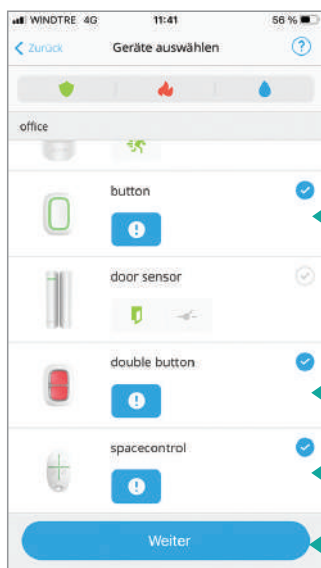 WINDTRE 4G 11:41 56 %
Zurück Geräte auswählen ?
office
button
door sensor
double button
spacecontrol
Weiter